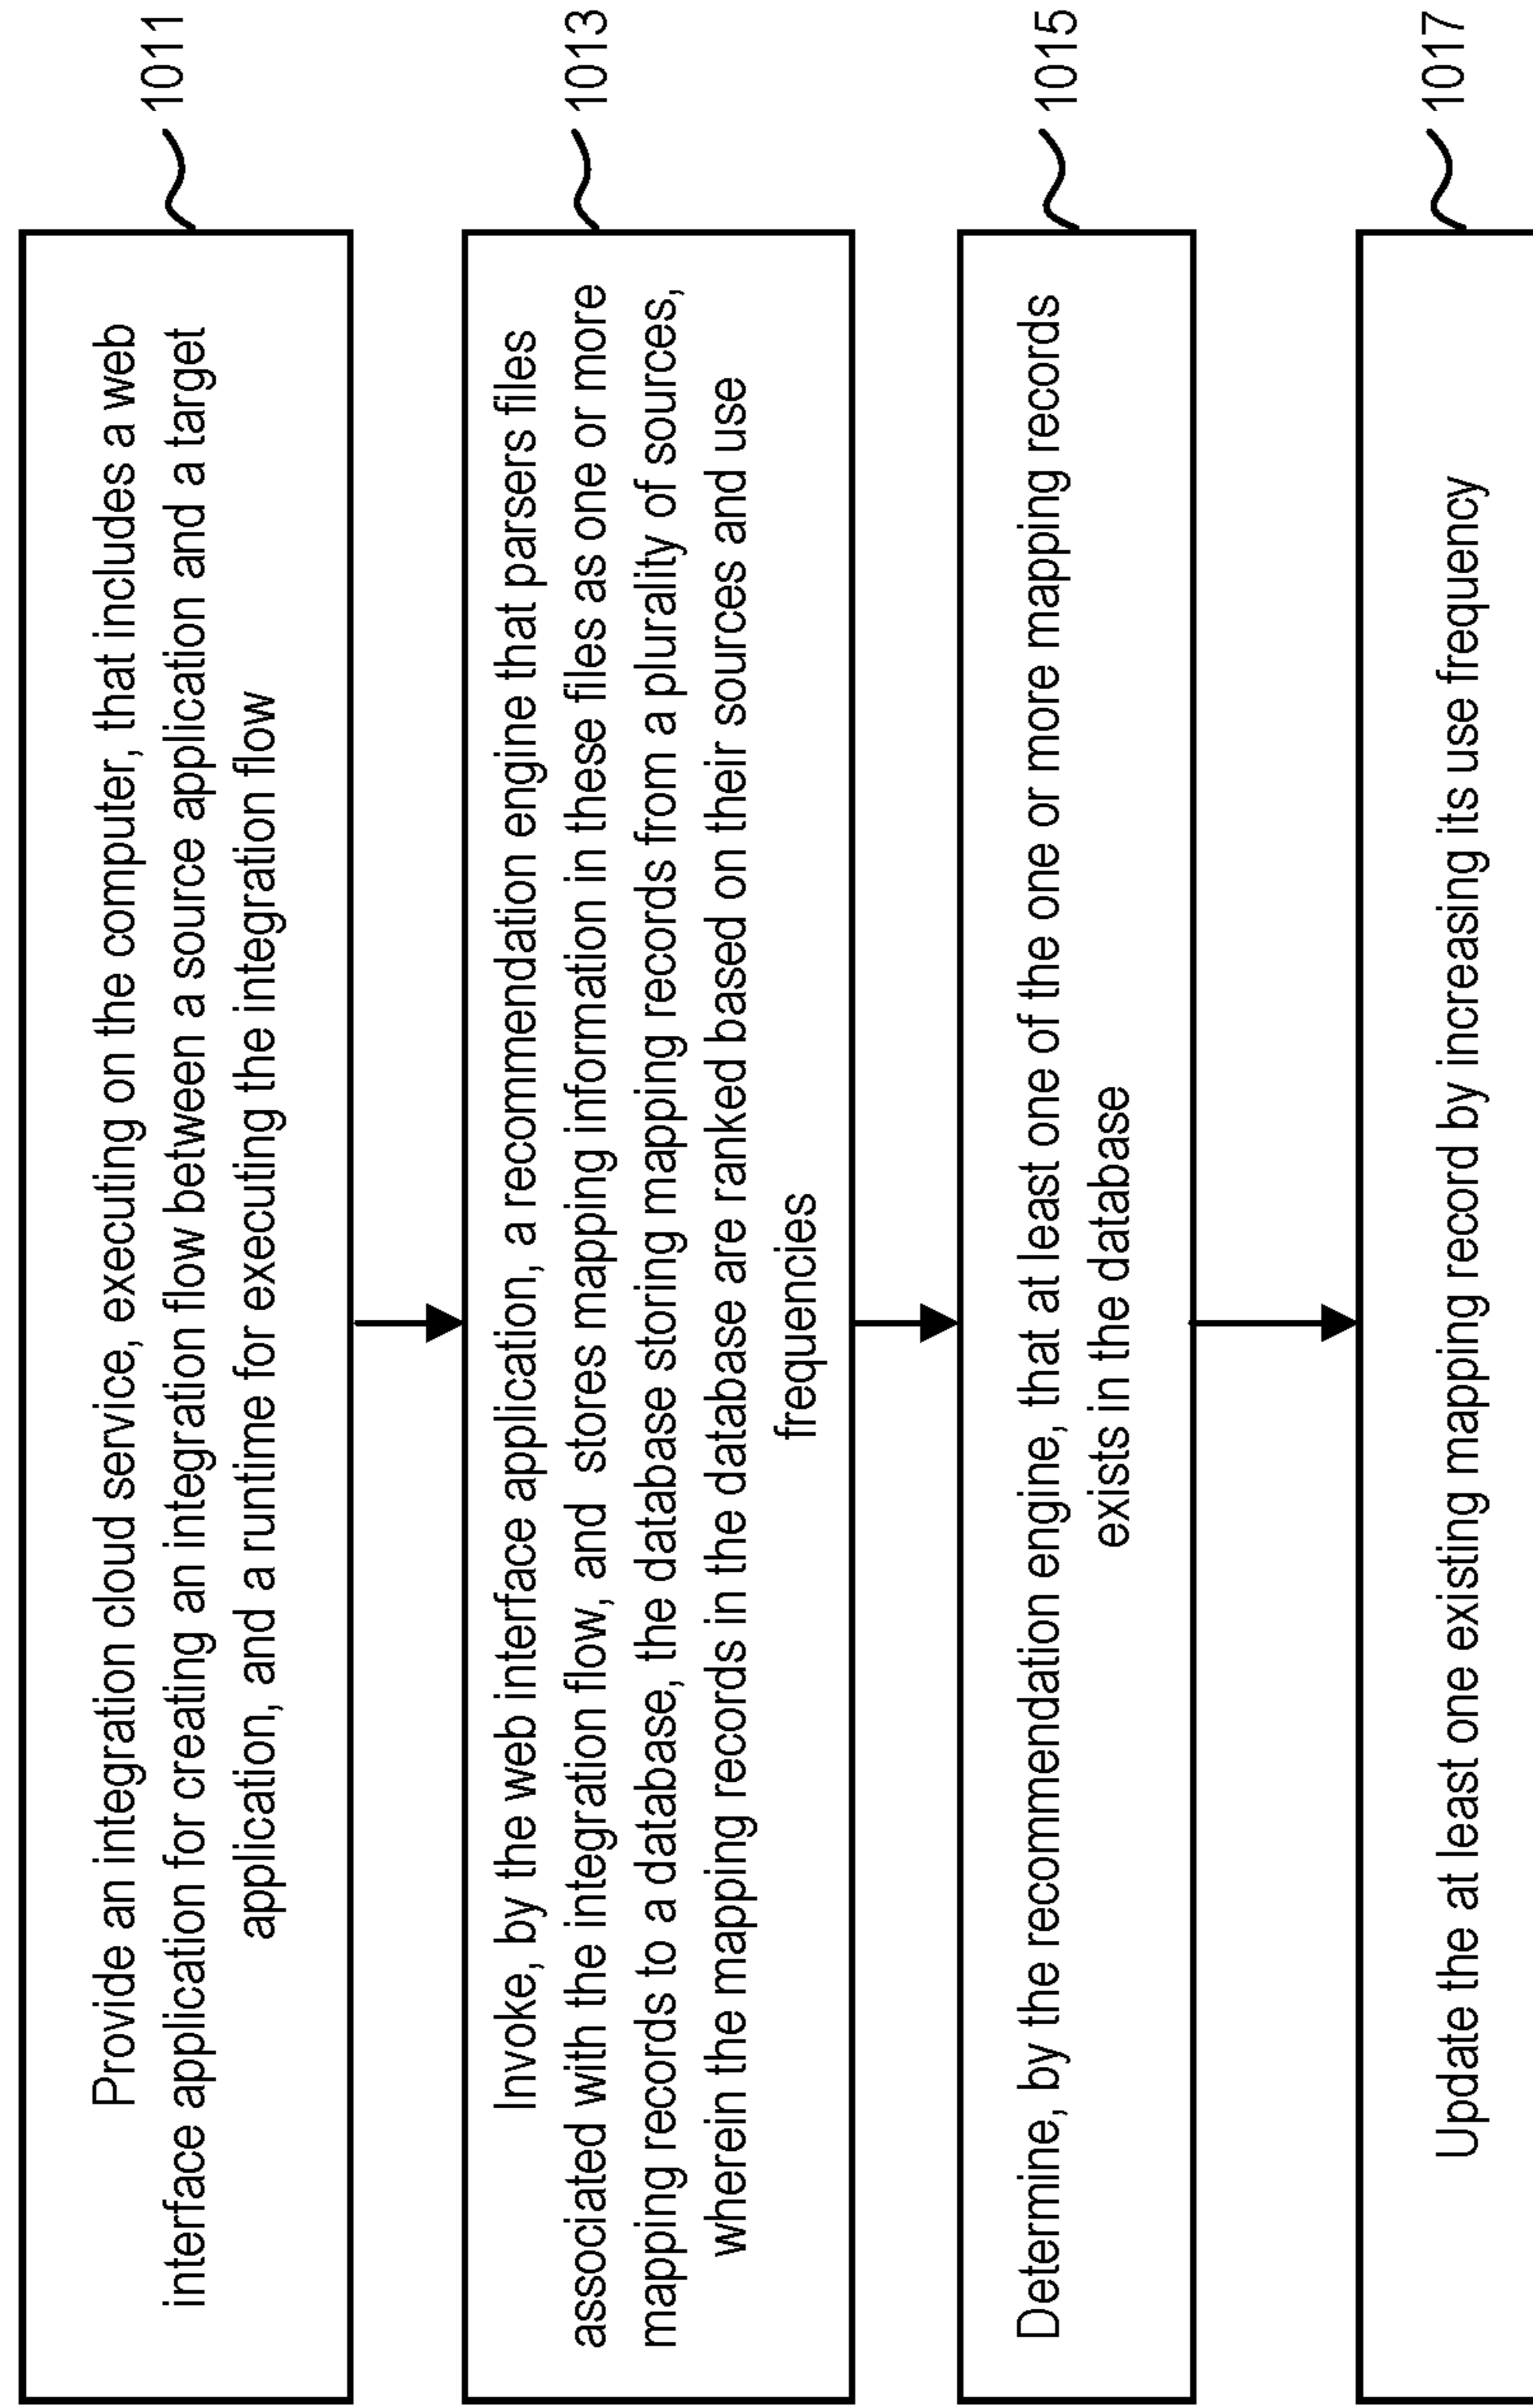 Provide an integration cloud service, executing on the computer, that includes a web
interface application for creating an integration flow between a source application and a target
application, and a runtime for executing the integration flow
1011
Invoke, by the web interface application, a recommendation engine that parsers files
associated with the integration flow, and stores mapping information in these files as one or more
mapping records to a database, the database storing mapping records from a plurality of sources,
wherein the mapping records in the database are ranked based on their sources and use
frequencies
1013
Determine, by the recommendation engine, that at least one of the one or more mapping records
exists in the database
1015
Update the at least one existing mapping record by increasing its use frequency
1017